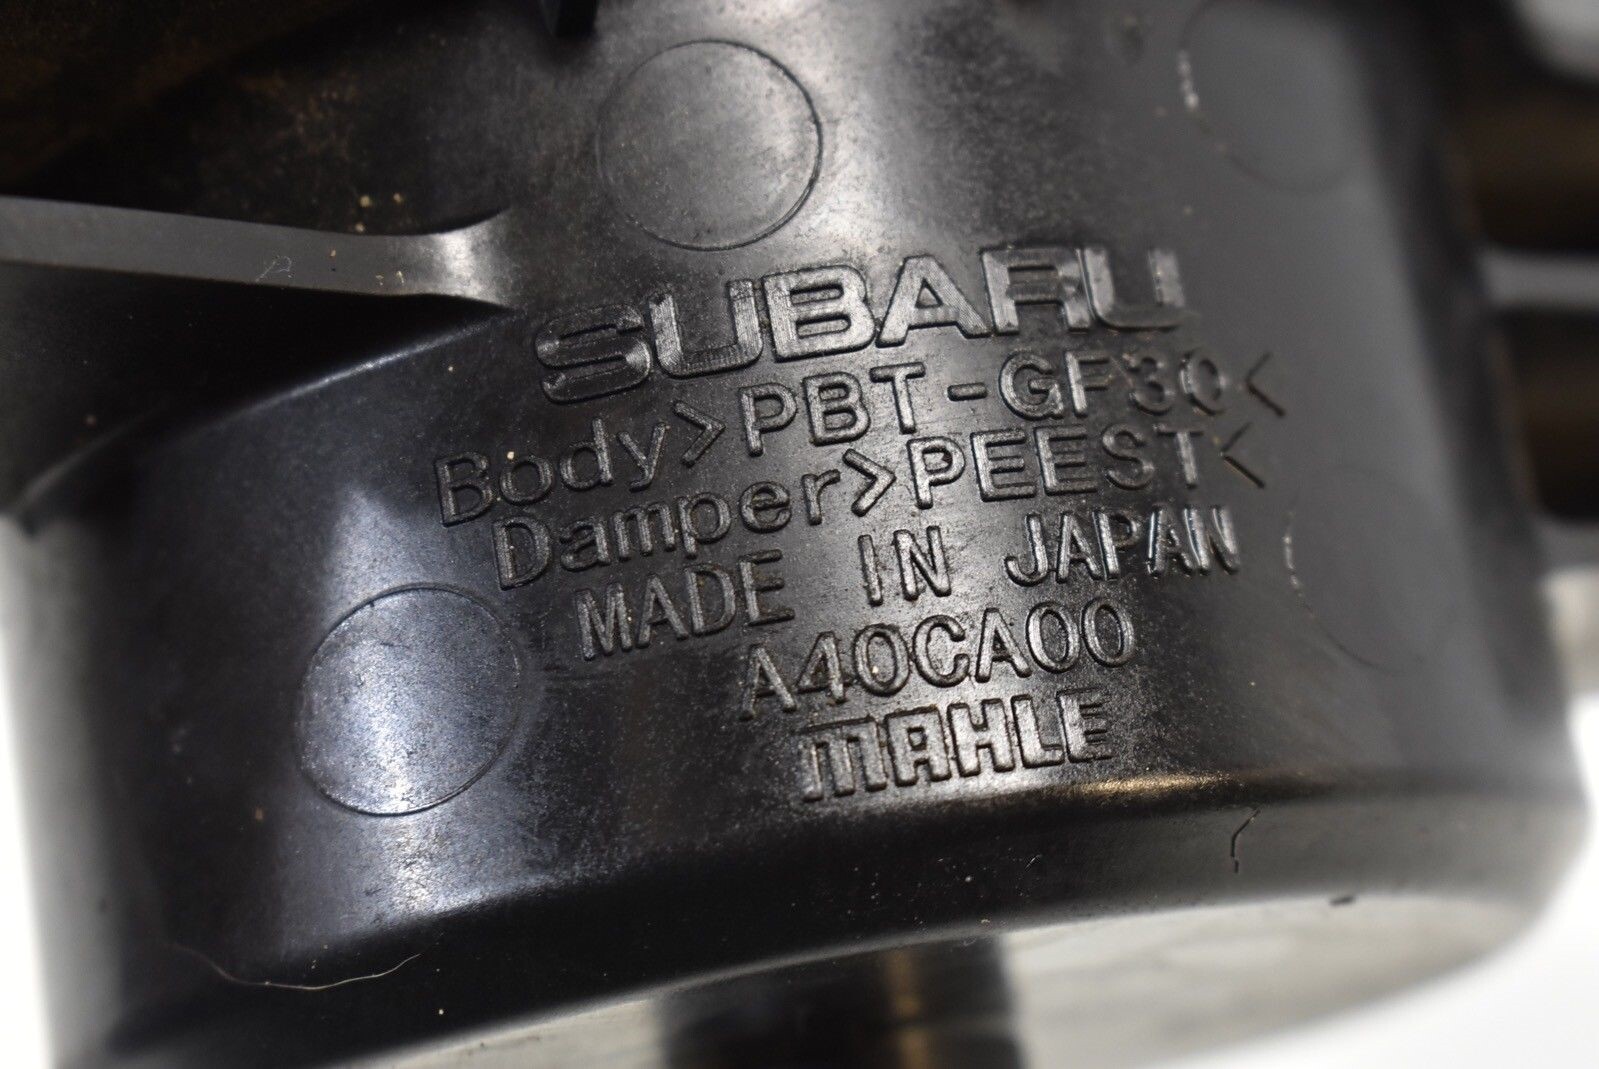 SUBARU
Body>PBT-GF30<
Damper>PEEST<
MADE IN JAPAN
A40CA00
MAHLE